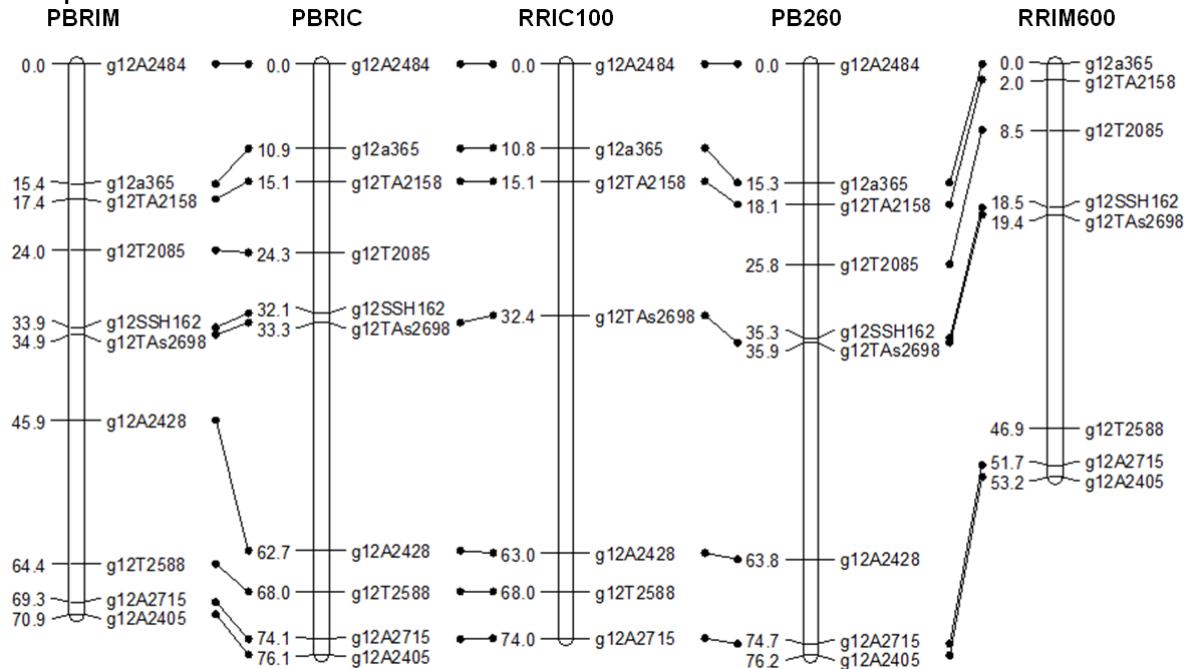 PBRIM PBRIC RRIC100 PB260 RRIM600
0.0 g12A2484
15.4 g12a365
17.4 g12TA2158
24.0 g12T2085
33.9 g12SSH162
34.9 g12TAs2698
45.9 g12A2428
64.4 g12T2588
69.3 g12A2715
70.9 g12A2405
0.0 g12A2484
10.9 g12a365
15.1 g12TA2158
24.3 g12T2085
32.1 g12SSH162
33.3 g12TAs2698
62.7 g12A2428
68.0 g12T2588
74.1 g12A2715
76.1 g12A2405
0.0 g12A2484
10.8 g12a365
15.1 g12TA2158
32.4 g12TAs2698
63.0 g12A2428
68.0 g12T2588
74.0 g12A2715
0.0 g12A2484
15.3 g12a365
18.1 g12TA2158
25.8 g12T2085
35.3 g12SSH162
35.9 g12TAs2698
63.8 g12A2428
74.7 g12A2715
76.2 g12A2405
0.0 g12a365
2.0 g12TA2158
8.5 g12T2085
18.5 g12SSH162
19.4 g12TAs2698
46.9 g12T2588
51.7 g12A2715
53.2 g12A2405